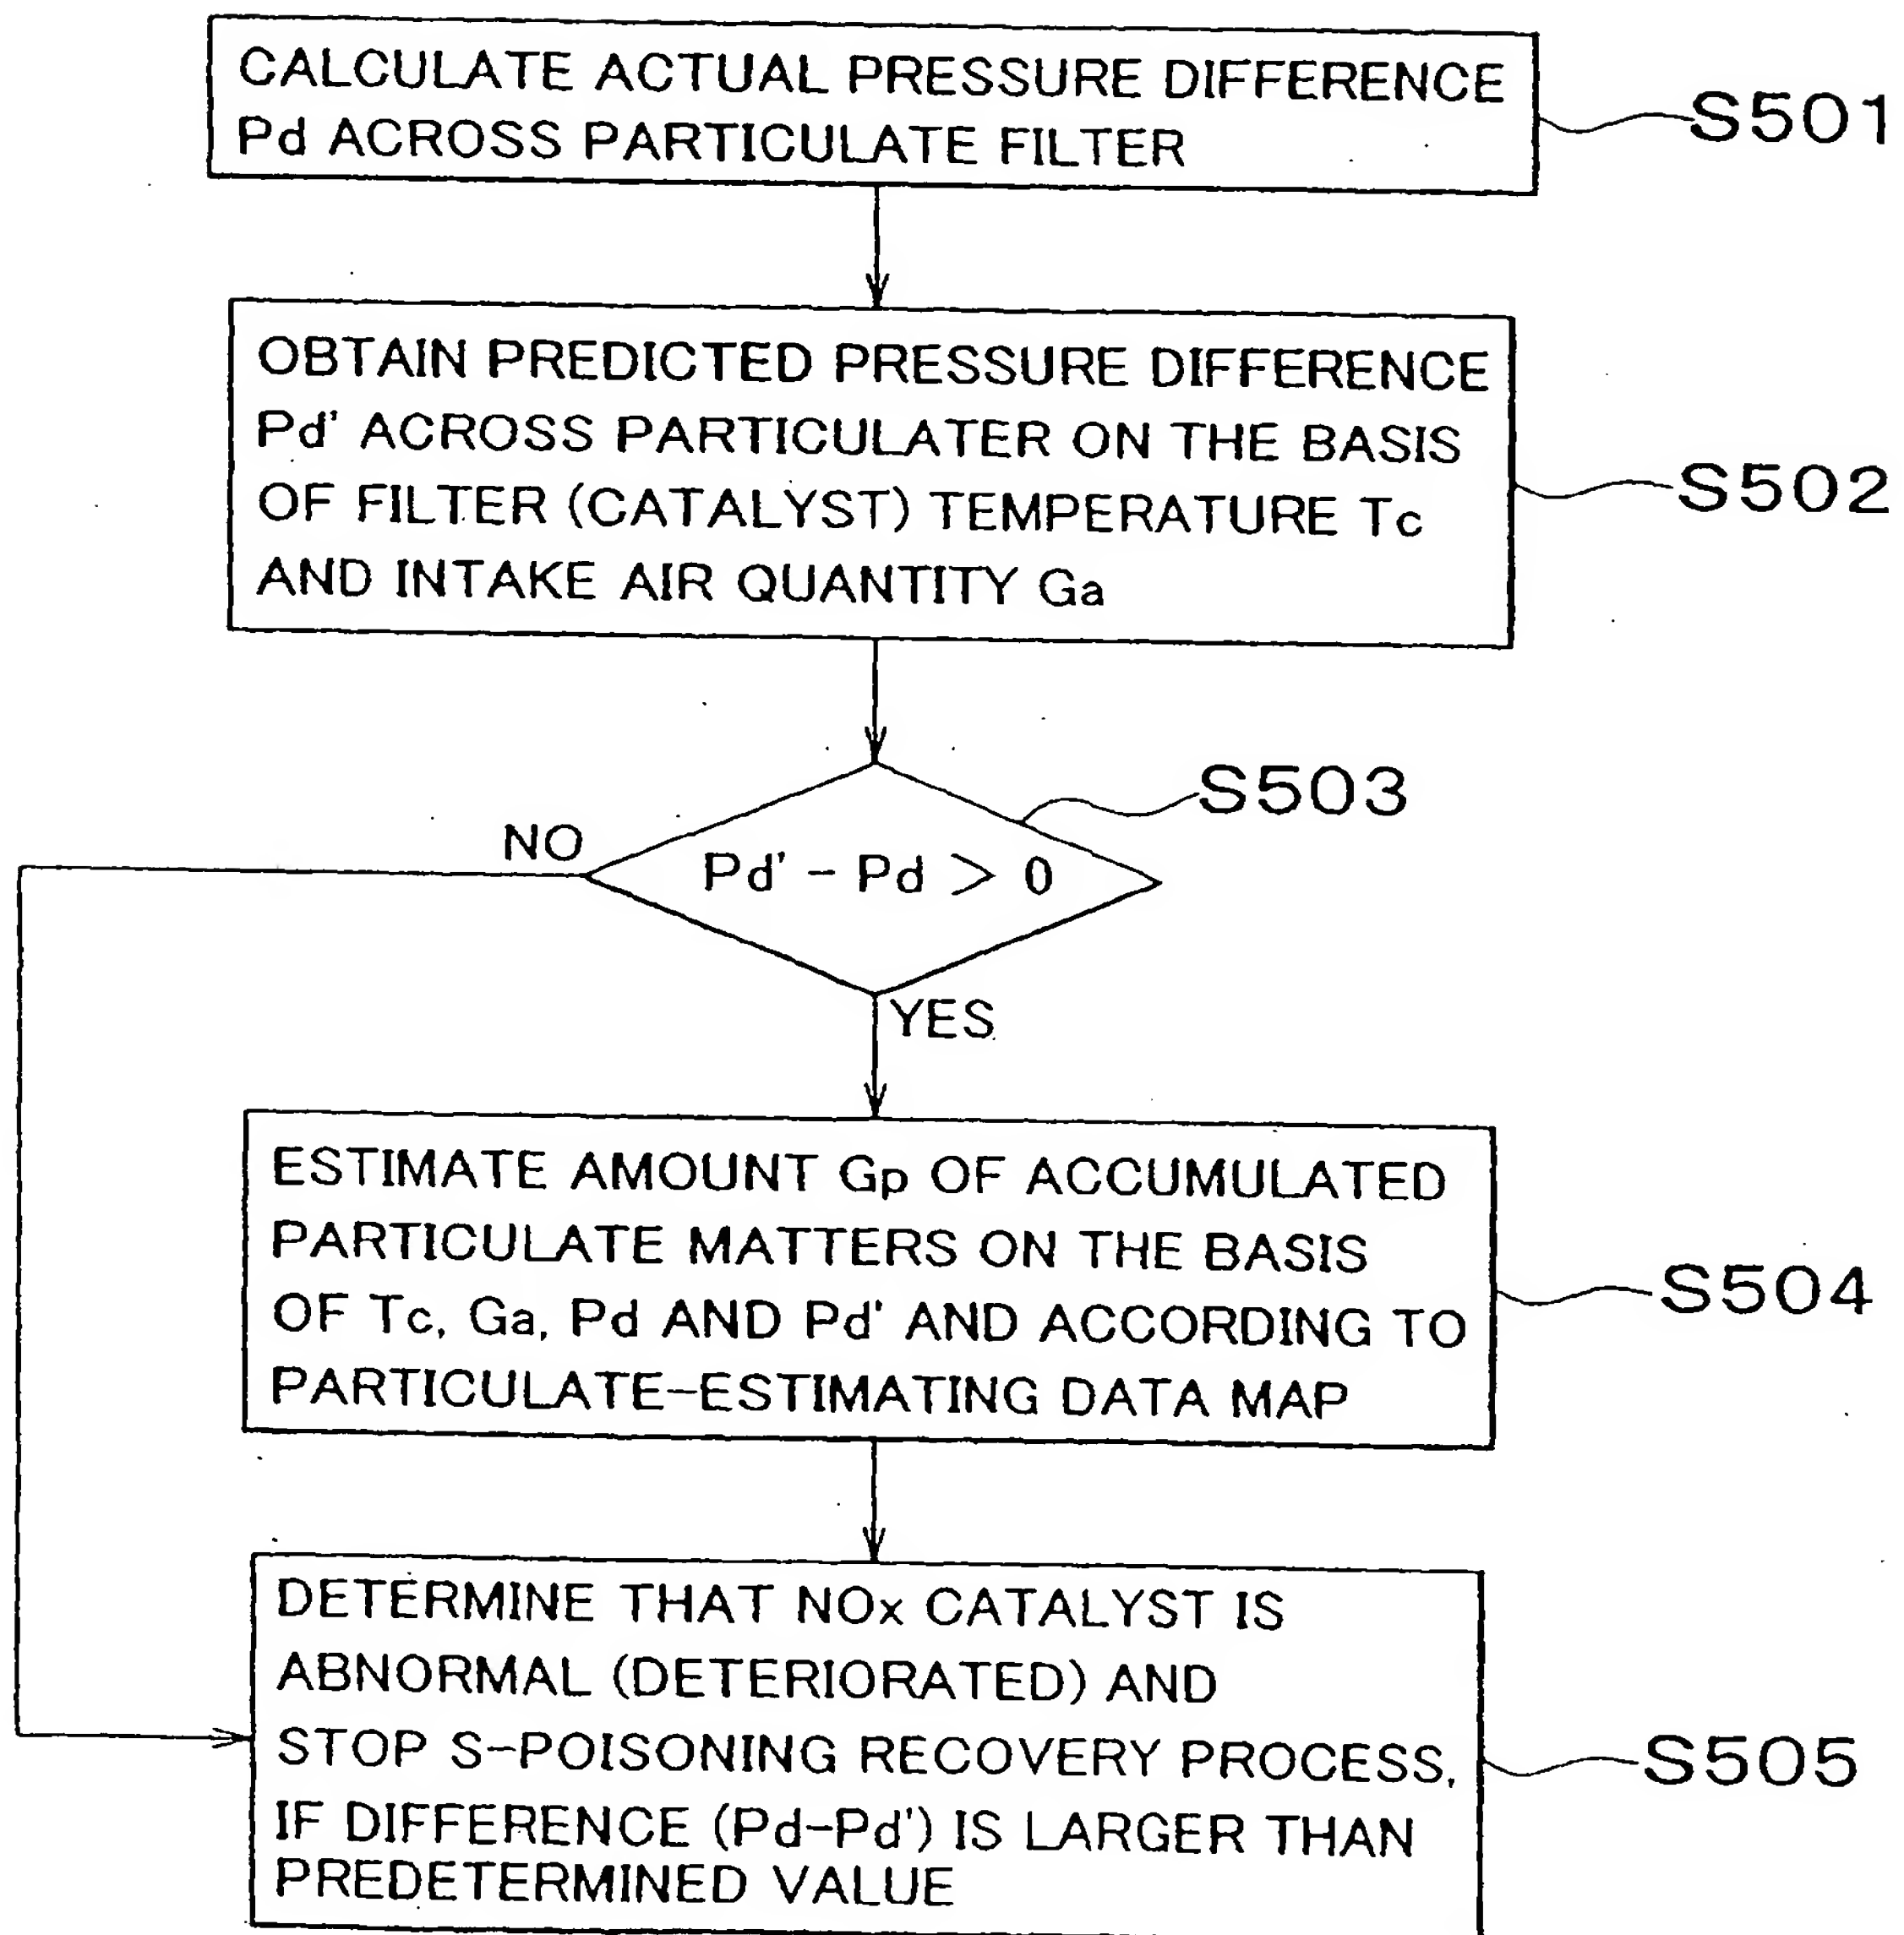 CALCULATE ACTUAL PRESSURE DIFFERENCE
Pd ACROSS PARTICULATE FILTER
S501
OBTAIN PREDICTED PRESSURE DIFFERENCE
Pd' ACROSS PARTICULATER ON THE BASIS
OF FILTER (CATALYST) TEMPERATURE Tc
AND INTAKE AIR QUANTITY Ga
S502
S503
NO
Pd' - Pd > 0
YES
ESTIMATE AMOUNT Gp OF ACCUMULATED
PARTICULATE MATTERS ON THE BASIS
OF Tc, Ga, Pd AND Pd' AND ACCORDING TO
PARTICULATE-ESTIMATING DATA MAP
S504
DETERMINE THAT NOx CATALYST IS
ABNORMAL (DETERIORATED) AND
STOP S-POISONING RECOVERY PROCESS,
IF DIFFERENCE (Pd-Pd') IS LARGER THAN
PREDETERMINED VALUE
S505